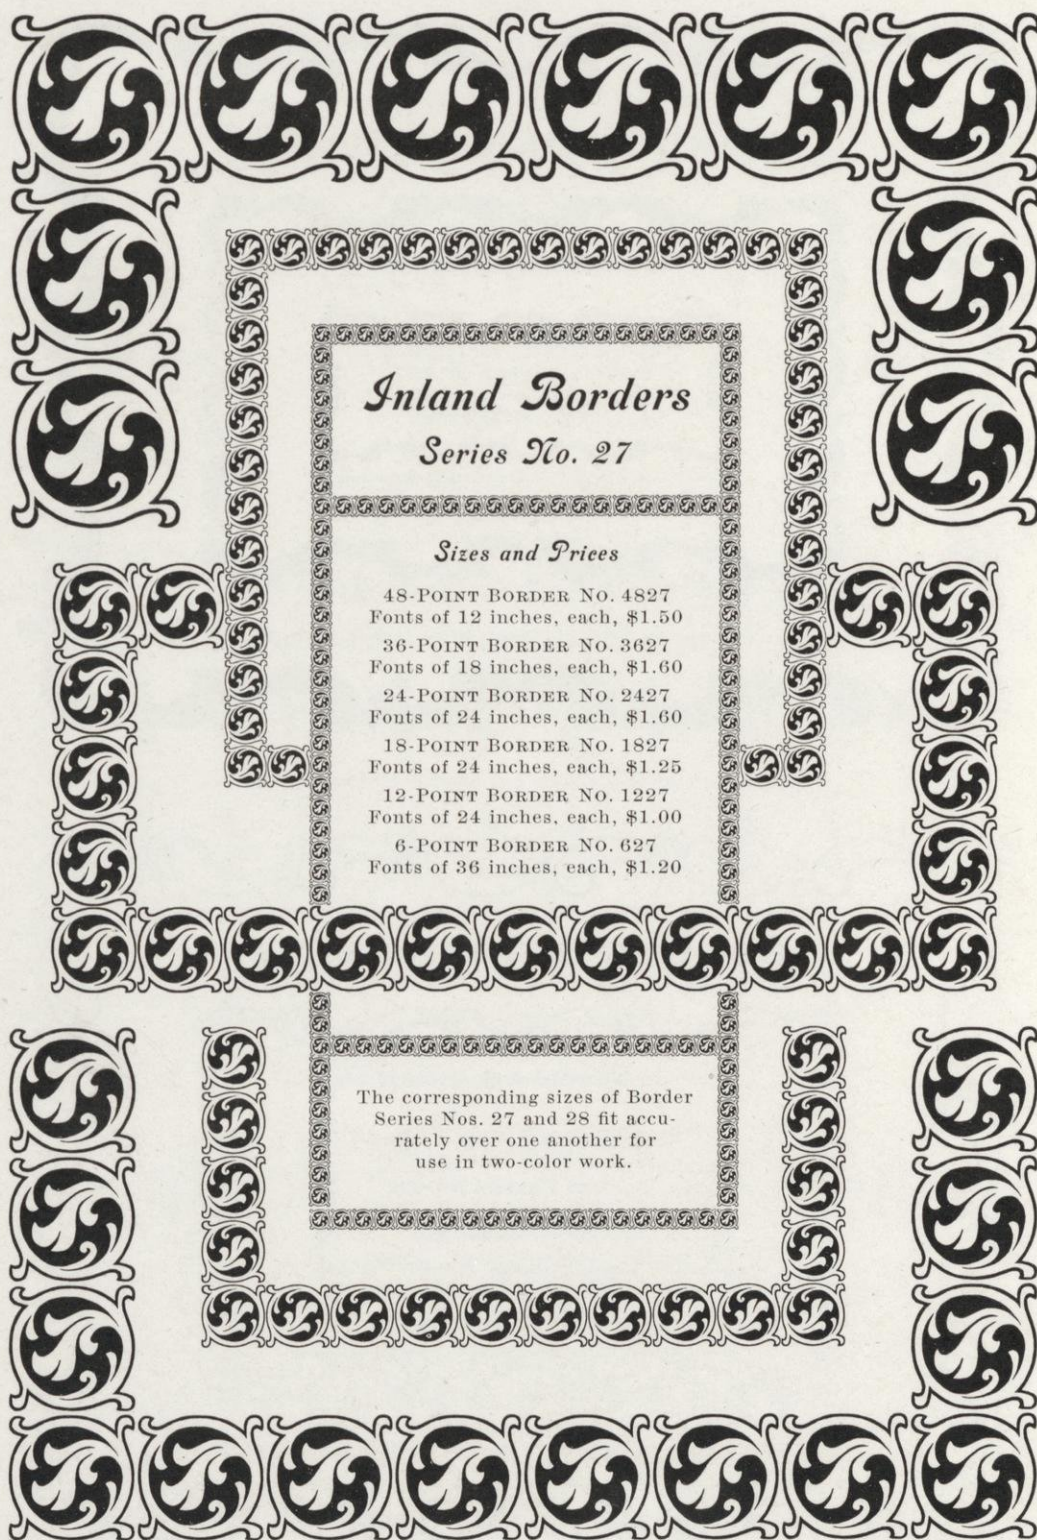 Inland Borders
Series No. 27
Sizes and Prices
48-POINT BORDER NO. 4827
Fonts of 12 inches, each, $1.50
36-POINT BORDER NO. 3627
Fonts of 18 inches, each, $1.60
24-POINT BORDER NO. 2427
Fonts of 24 inches, each, $1.60
18-POINT BORDER NO. 1827
Fonts of 24 inches, each, $1.25
12-POINT BORDER NO. 1227
Fonts of 24 inches, each, $1.00
6-POINT BORDER NO. 627
Fonts of 36 inches, each, $1.20
The corresponding sizes of Border
Series Nos. 27 and 28 fit accu-
rately over one another for
use in two-color work.